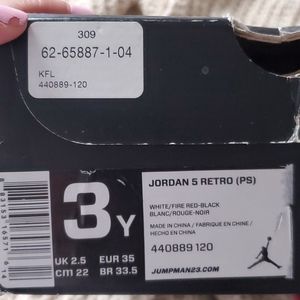 309
62-65887-1-04
KFL
440889-120
3Y
JORDAN 5 RETRO (PS)
WHITE/FIRE RED-BLACK
BLANC/ROUGE-NOIR
MADE IN CHINA / FABRIQUE EN CHINE /
HECHO EN CHINA
UK 2.5 EUR 35
CM 22 BR 33.5
440889 120
JUMPMAN23.COM